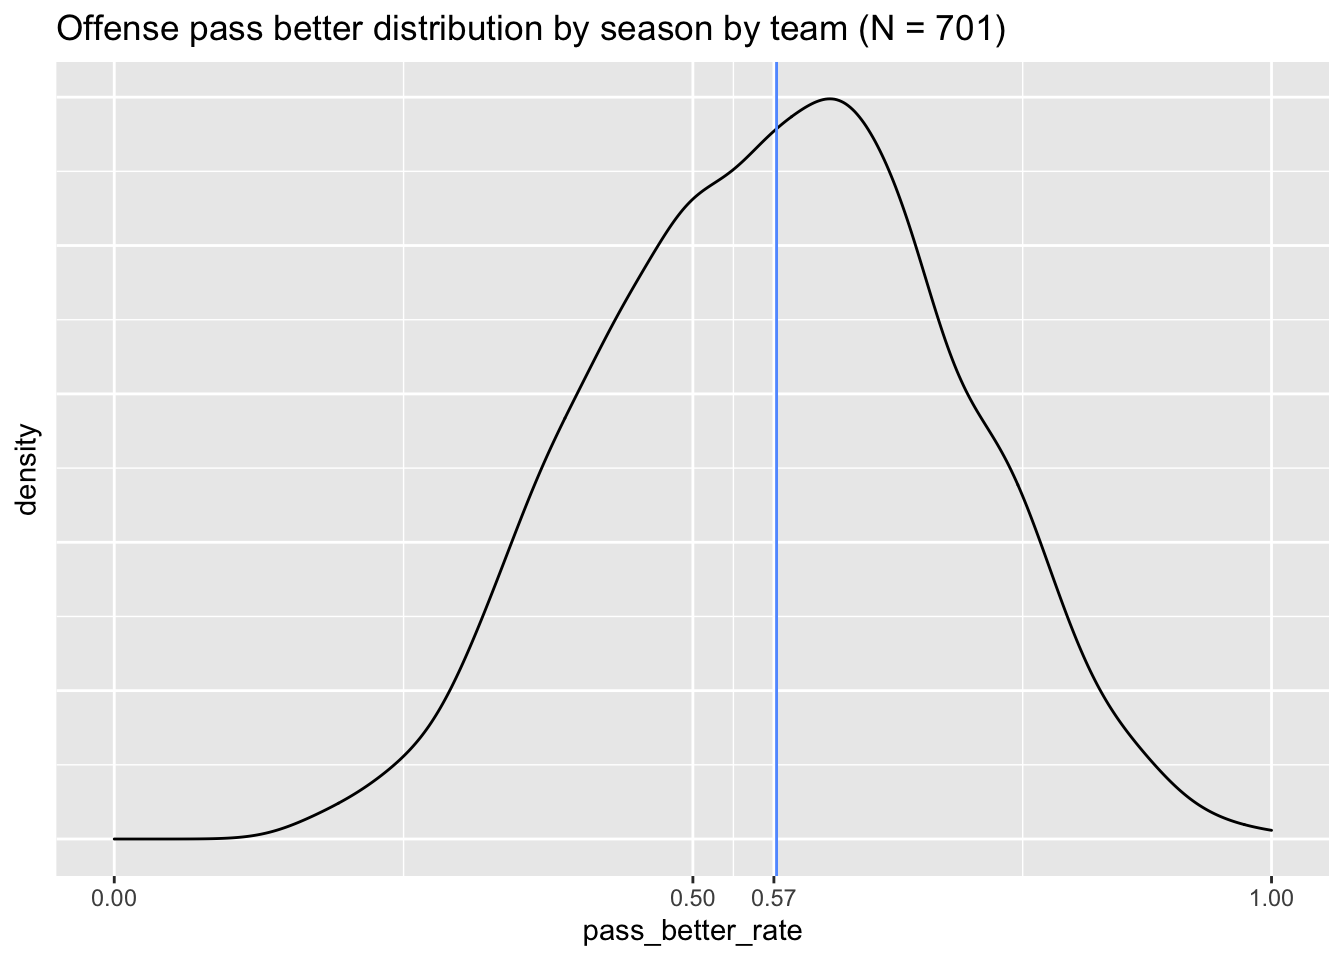 Offense pass better distribution by season by team (N = 701)
density
0.00 0.50 0.57 1.00
pass_better_rate